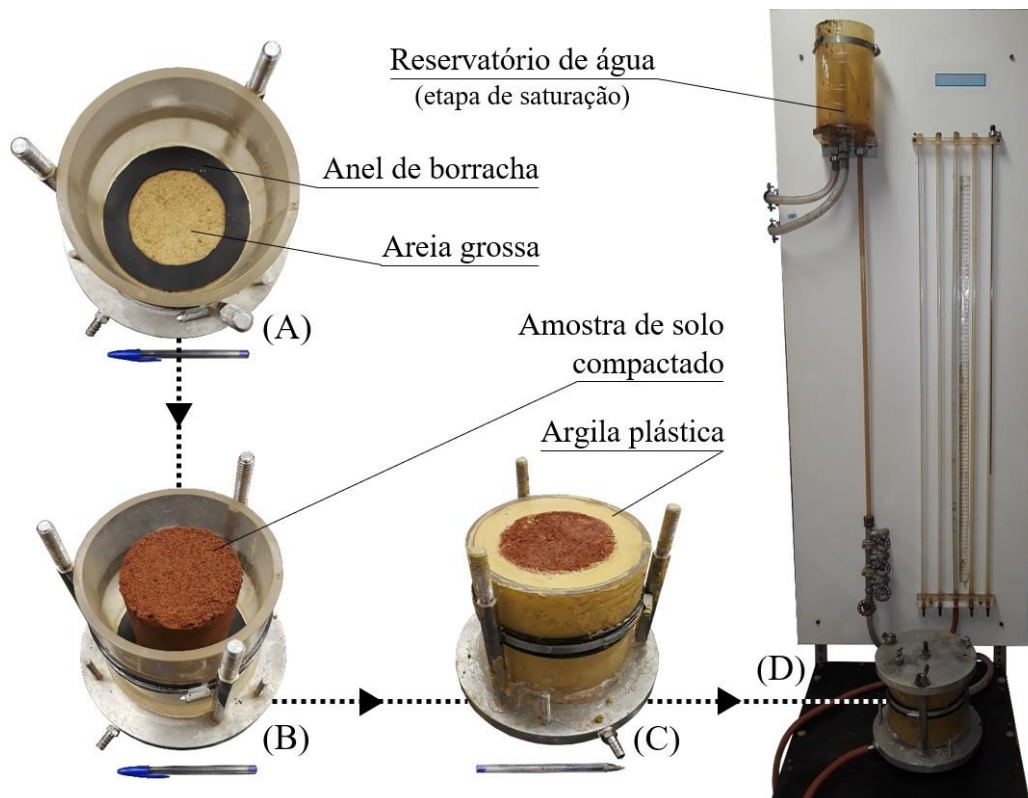 Reservatório de água
(etapa de saturação)
Anel de borracha
Areia grossa
(A)
Amostra de solo
compactado
Argila plástica
(B)
(C)
(D)